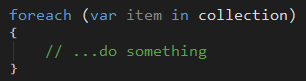 foreach (var item in collection)
{
    // ...do something
}